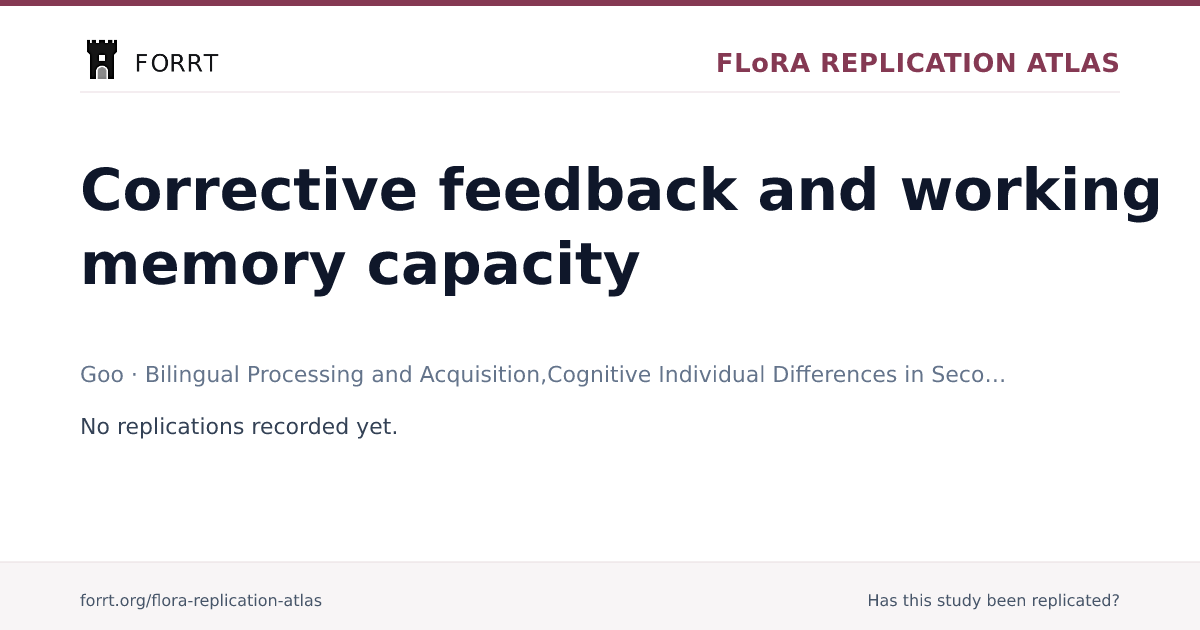 FORRT
FLoRA REPLICATION ATLAS
Corrective feedback and working
memory capacity
Goo · Bilingual Processing and Acquisition,Cognitive Individual Differences in Seco…
No replications recorded yet.
forrt.org/flora-replication-atlas
Has this study been replicated?